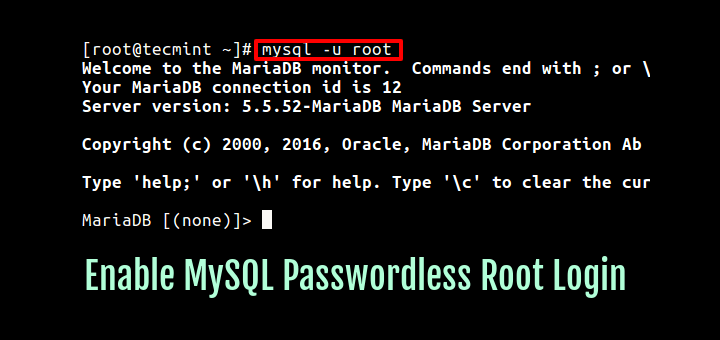 [root@tecmint ~]# mysql -u root
Welcome to the MariaDB monitor.  Commands end with ; or \
Your MariaDB connection id is 12
Server version: 5.5.52-MariaDB MariaDB Server
Copyright (c) 2000, 2016, Oracle, MariaDB Corporation Ab
Type 'help;' or '\h' for help. Type '\c' to clear the cur
MariaDB [(none)]>
Enable MySQL Passwordless Root Login